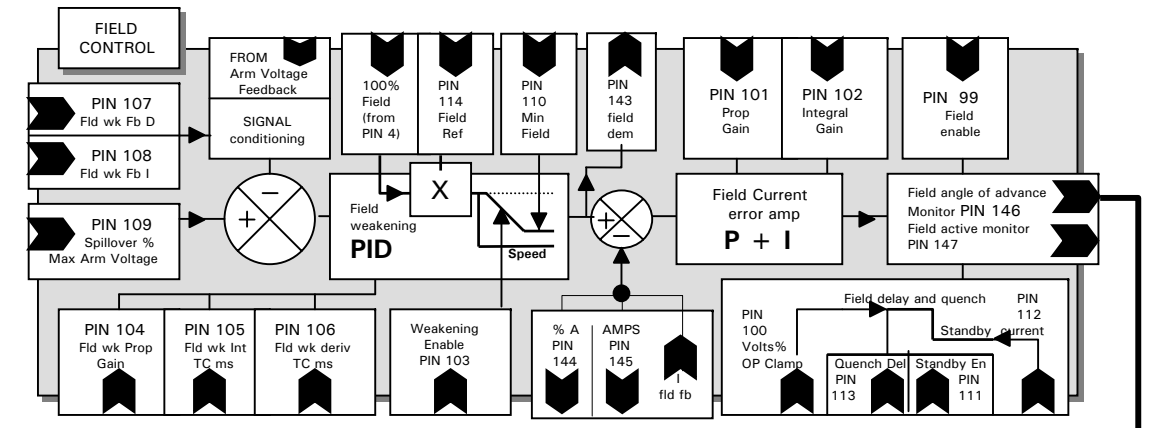 FIELD
CONTROL
PIN 107
Fld wk Fb D
PIN 108
Fld wk Fb I
PIN 109
Spillover %
Max Arm Voltage
FROM
Arm Voltage
Feedback
SIGNAL
conditioning
−
+
100%
Field
(from
PIN 4)
PIN
114
Field
Ref
PIN
110
Min
Field
PIN
143
field
dem
X
Field
weakening
PID
Speed
+
−
PIN 101
Prop
Gain
PIN 102
Integral
Gain
PIN 99
Field
enable
Field Current
error amp
P + I
Field angle of advance
Monitor PIN 146
Field active monitor
PIN 147
PIN 104
Fld wk Prop
Gain
PIN 105
Fld wk Int
TC ms
PIN 106
Fld wk deriv
TC ms
Weakening
Enable
PIN 103
% A
PIN
144
AMPS
PIN
145
I
fld fb
Field delay and quench
PIN
112
Standby current
PIN
100
Volts%
OP Clamp
Quench Del
PIN
113
Standby En
PIN
111